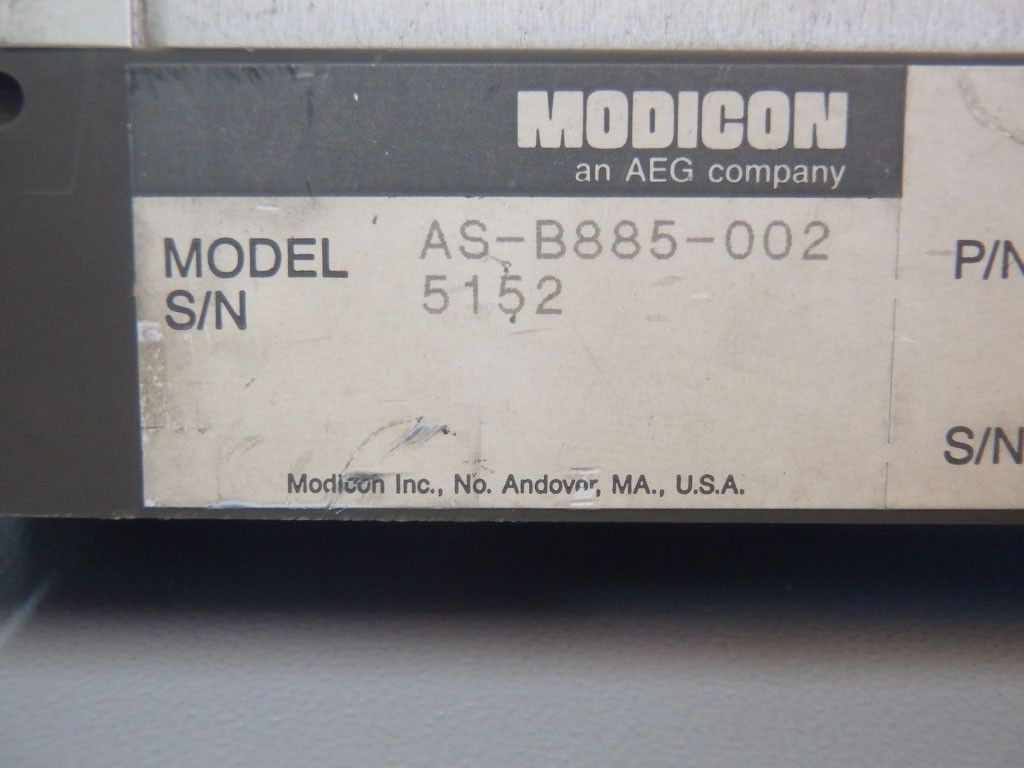 MODICON
an AEG company
MODEL AS-B885-002
S/N 5152
Modicon Inc., No. Andover, MA., U.S.A.
P/N
S/N